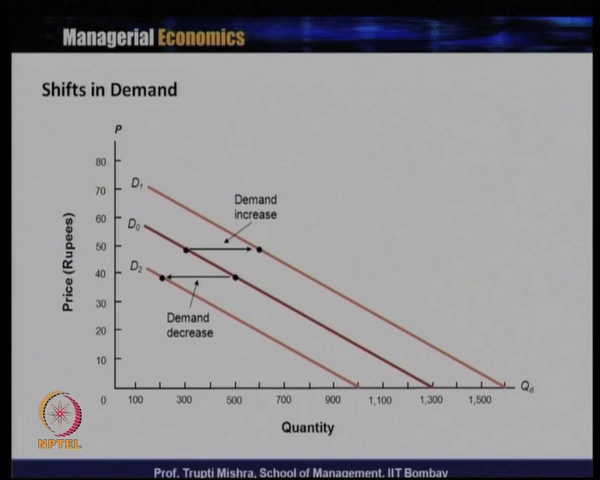 Managerial Economics
Shifts in Demand
P
Price (Rupees)
80
70
60
50
40
30
20
10
0
D₁
D₀
D₂
Demand
increase
Demand
decrease
100
300
500
700
900
1,100
1,300
1,500
Qd
Quantity
NPTEL
Prof. Trupti Mishra, School of Management, IIT Bombay